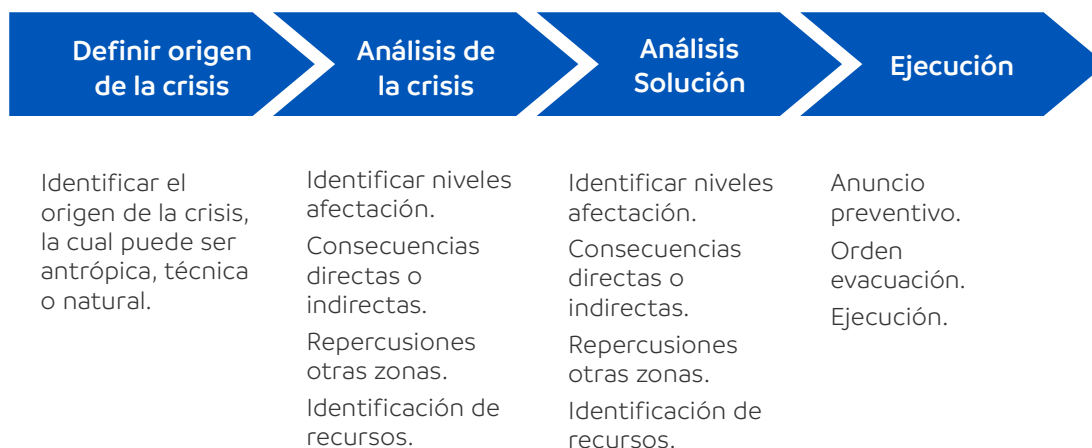 Definir origen
de la crisis
Análisis de
la crisis
Análisis
Solución
Ejecución
Identificar el
origen de la crisis,
la cual puede ser
antrópica, técnica
o natural.
Identificar niveles
afectación.
Consecuencias
directas o
indirectas.
Repercusiones
otras zonas.
Identificación de
recursos.
Identificar niveles
afectación.
Consecuencias
directas o
indirectas.
Repercusiones
otras zonas.
Identificación de
recursos.
Anuncio
preventivo.
Orden
evacuación.
Ejecución.